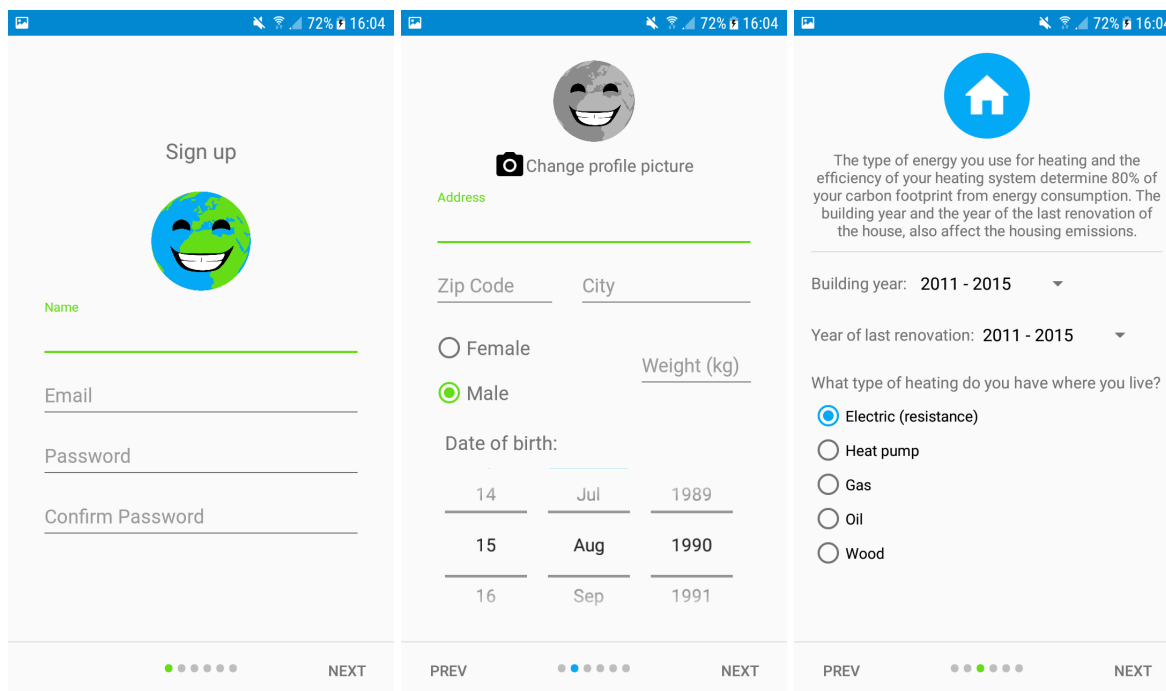 72% 16:04
Sign up
Name
Email
Password
Confirm Password
NEXT
72% 16:04
Change profile picture
Address
Zip Code City
Female
Weight (kg)
Male
Date of birth:
14 Jul 1989
15 Aug 1990
16 Sep 1991
PREV NEXT
72% 16:04
The type of energy you use for heating and the
efficiency of your heating system determine 80% of
your carbon footprint from energy consumption. The
building year and the year of the last renovation of
the house, also affect the housing emissions.
Building year: 2011 - 2015
Year of last renovation: 2011 - 2015
What type of heating do you have where you live?
Electric (resistance)
Heat pump
Gas
Oil
Wood
PREV NEXT